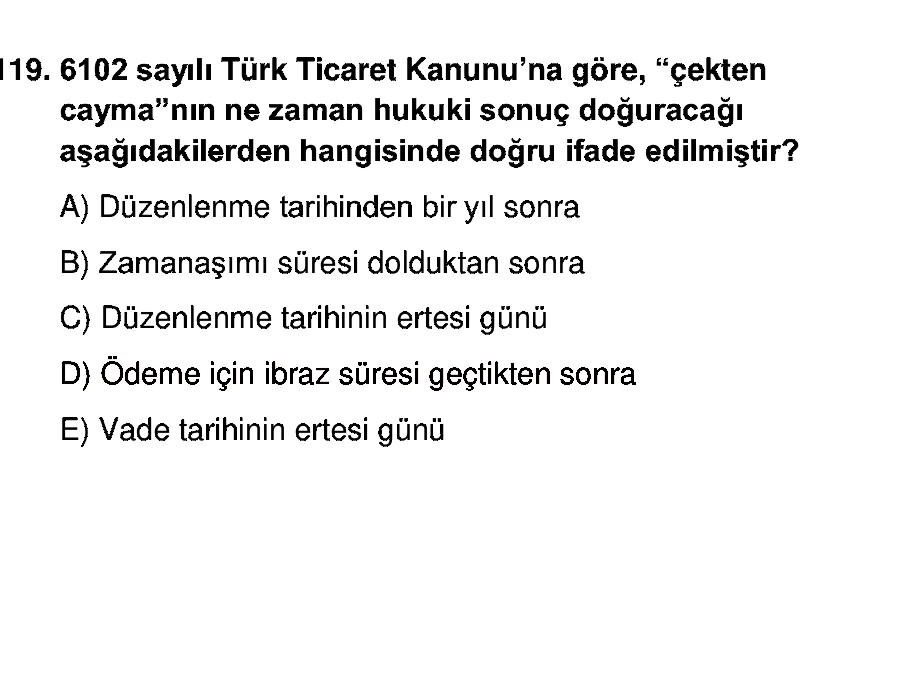 119. 6102 sayılı Türk Ticaret Kanunu’na göre, “çekten
cayma”nın ne zaman hukuki sonuç doğuracağı
aşağıdakilerden hangisinde doğru ifade edilmiştir?
A) Düzenlenme tarihinden bir yıl sonra
B) Zamanaşımı süresi dolduktan sonra
C) Düzenlenme tarihinin ertesi günü
D) Ödeme için ibraz süresi geçtikten sonra
E) Vade tarihinin ertesi günü